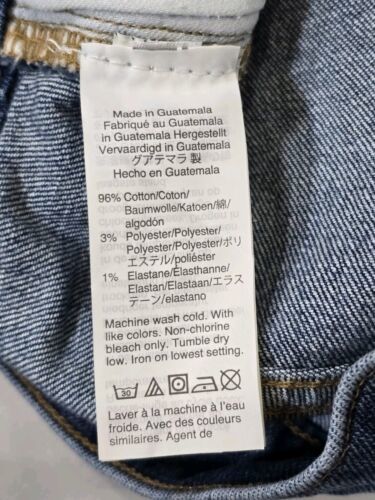 Made in Guatemala
Fabriqué au Guatemala
in Guatemala Hergestellt
Vervaardigd in Guatemala
グアテマラ 製
Hecho en Guatemala
96% Cotton/Coton/
Baumwolle/Katoen/綿/
algodón
3% Polyester/Polyester/
Polyester/Polyester/ポリ
エステル/poliéster
1% Elastane/Élasthanne/
Elastan/Elastaan/エラス
テーン/elastano
Machine wash cold. With
like colors. Non-chlorine
bleach only. Tumble dry
low. Iron on lowest setting.
30
Laver à la machine à l'eau
froide. Avec des couleurs
similaires. Agent de